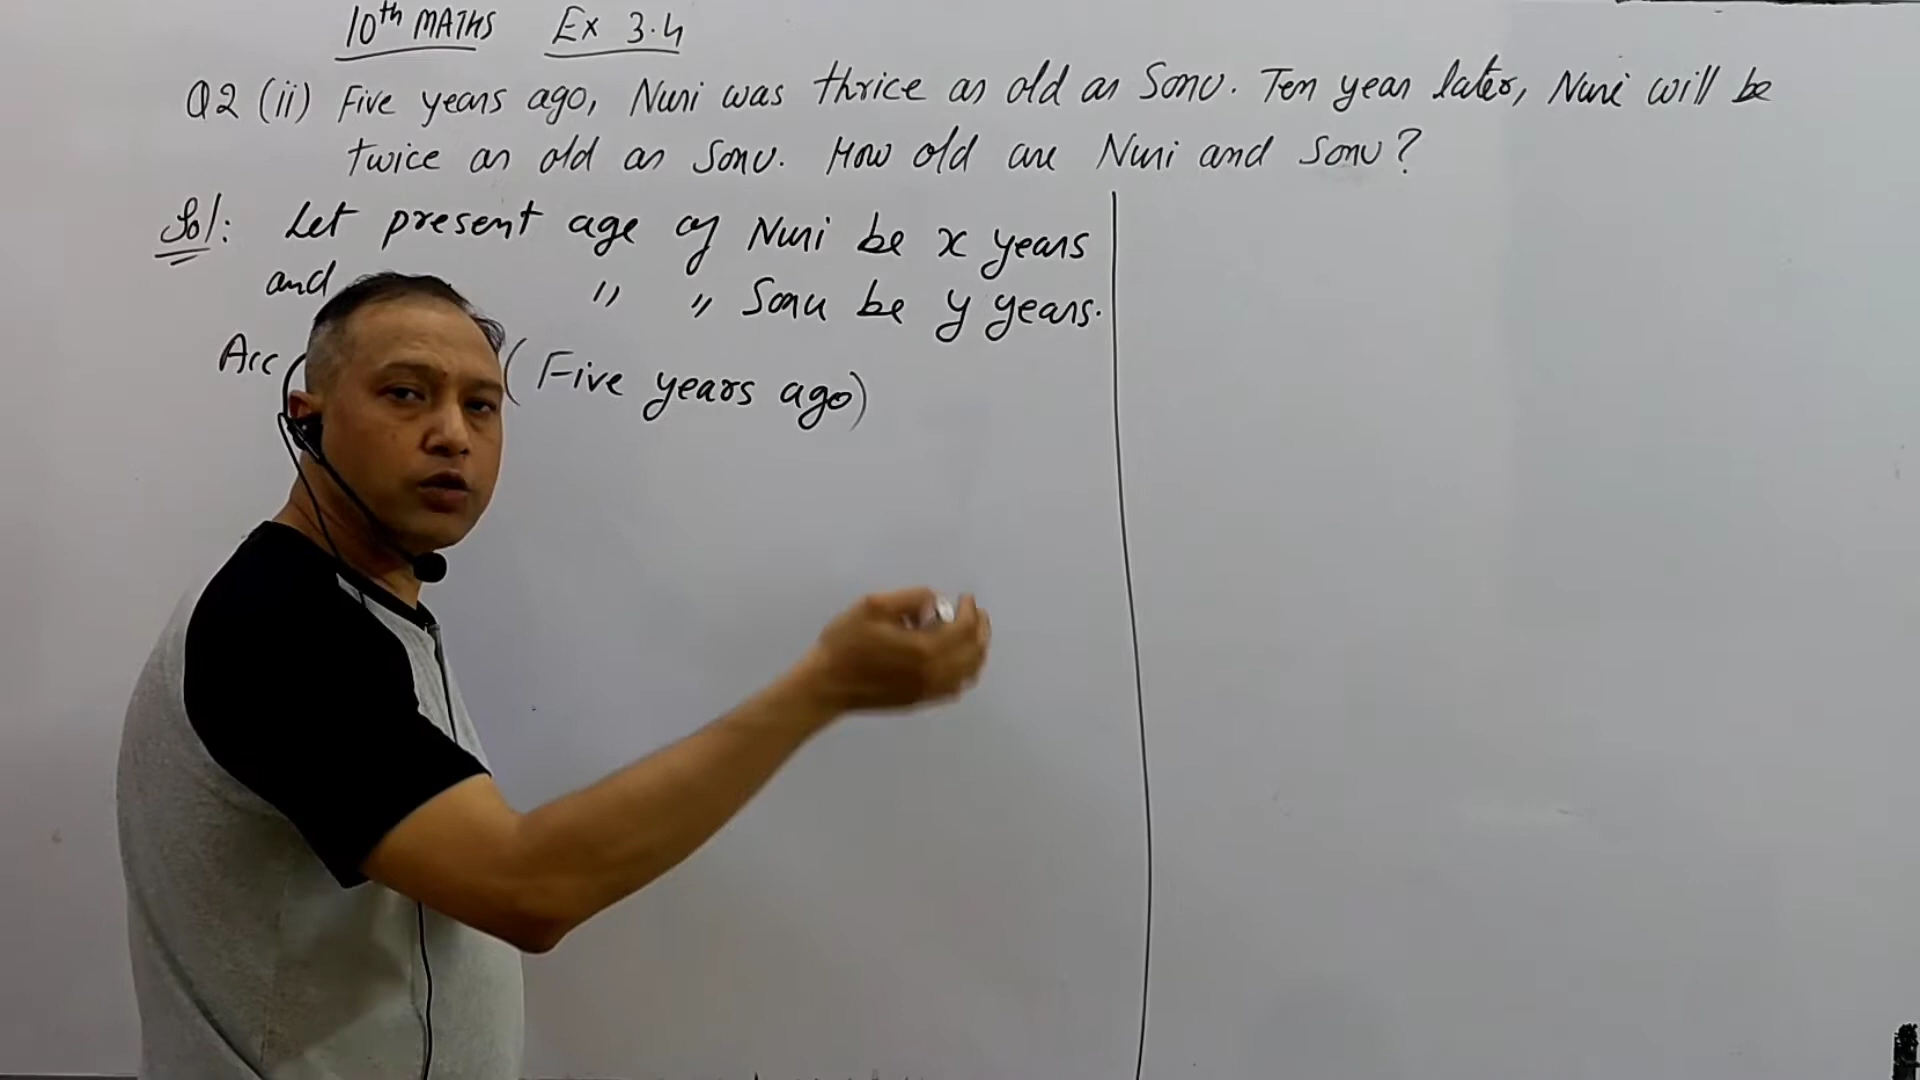 10th MATHS Ex 3.4
Q2 (ii) Five years ago, Nuri was thrice as old as Sonu. Ten year later, Nuri will be
twice as old as Sonu. How old are Nuri and Sonu?
Sol: Let present age of Nuri be x years
and " " Sonu be y years.
Acc (Five years ago)